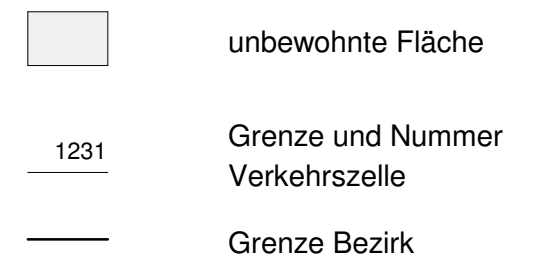 unbewohnte Fläche
1231
Grenze und Nummer
Verkehrszelle
Grenze Bezirk